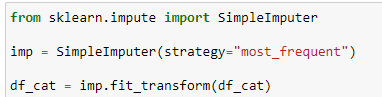 from sklearn.impute import SimpleImputer
imp = SimpleImputer(strategy="most_frequent")
df_cat = imp.fit_transform(df_cat)